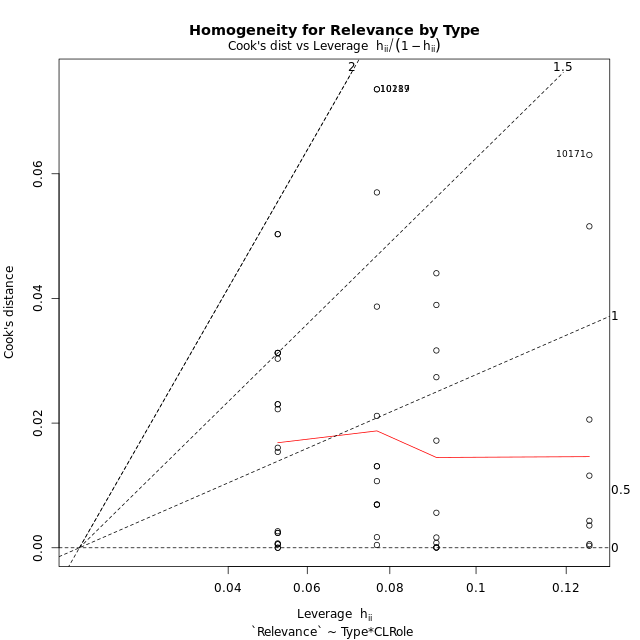 Homogeneity for Relevance by Type
Cook's dist vs Leverage hii/(1−hii)
2
1.5
10171
1
0.5
0
Cook's distance
0.06
0.04
0.02
0.00
0.04 0.06 0.08 0.1 0.12
Leverage hii
`Relevance` ~ Type*CLRole